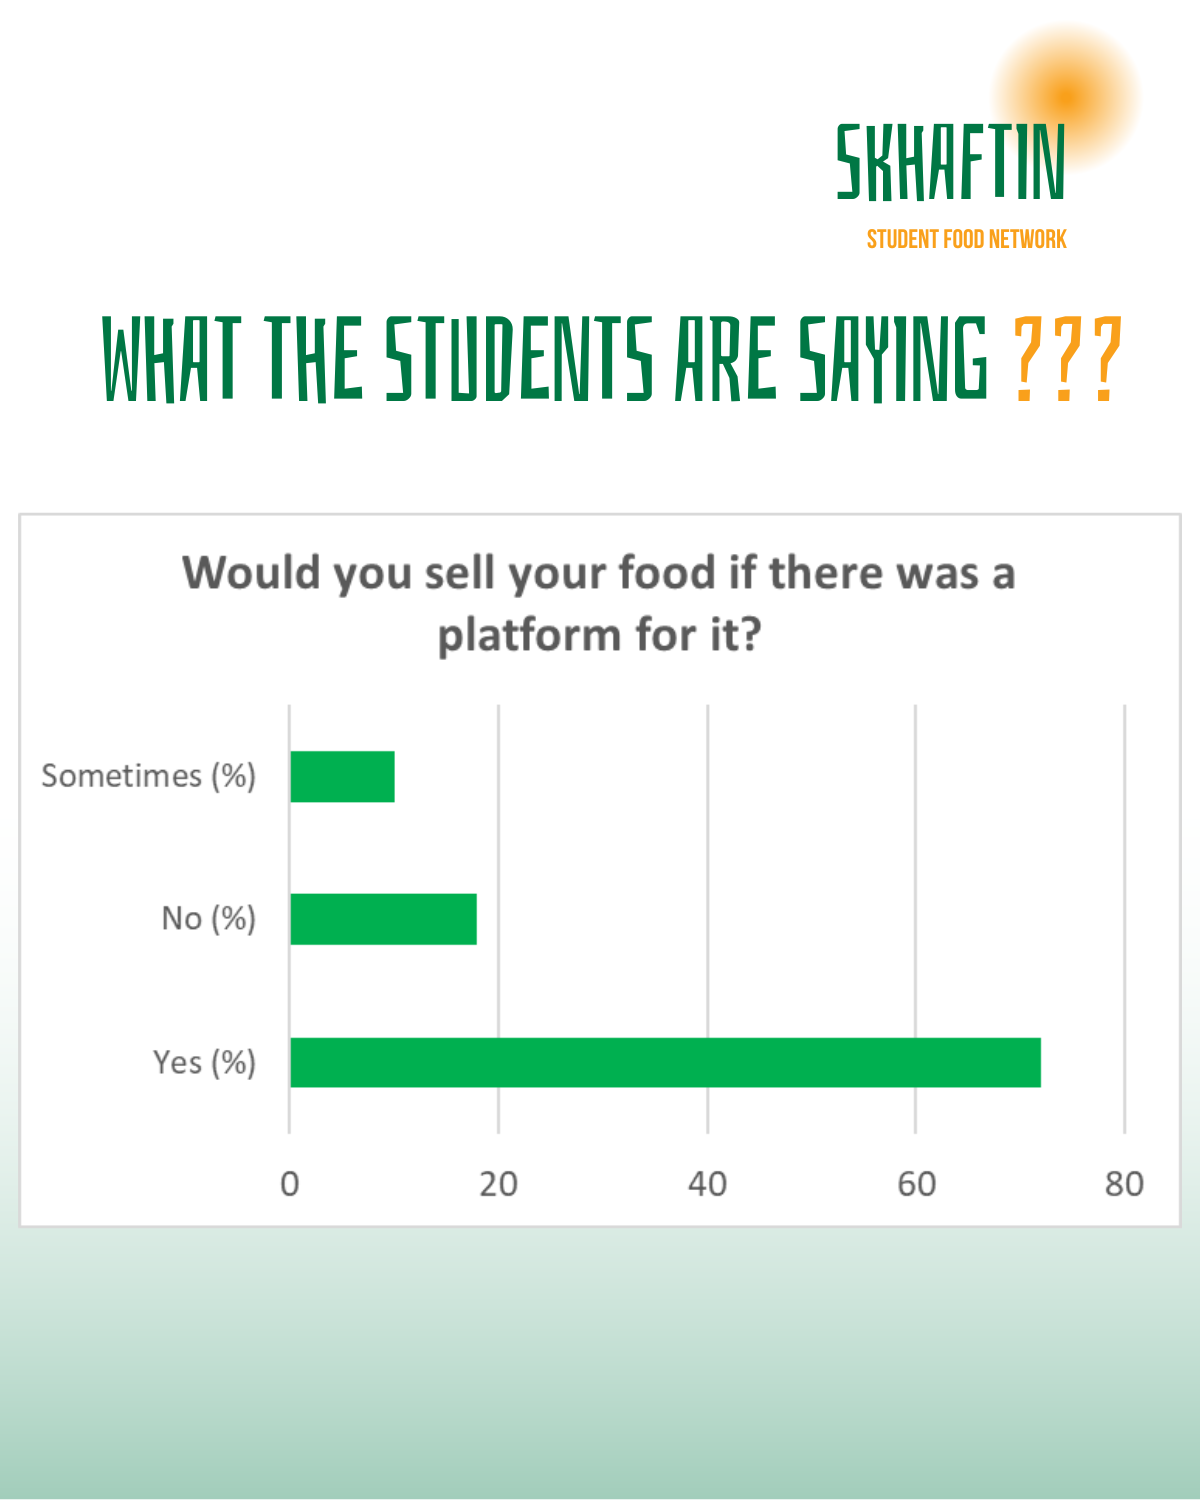 SKHAFTIN
STUDENT FOOD NETWORK
WHAT THE STUDENTS ARE SAYING ???
Would you sell your food if there was a
platform for it?
Sometimes (%)
No (%)
Yes (%)
0 20 40 60 80